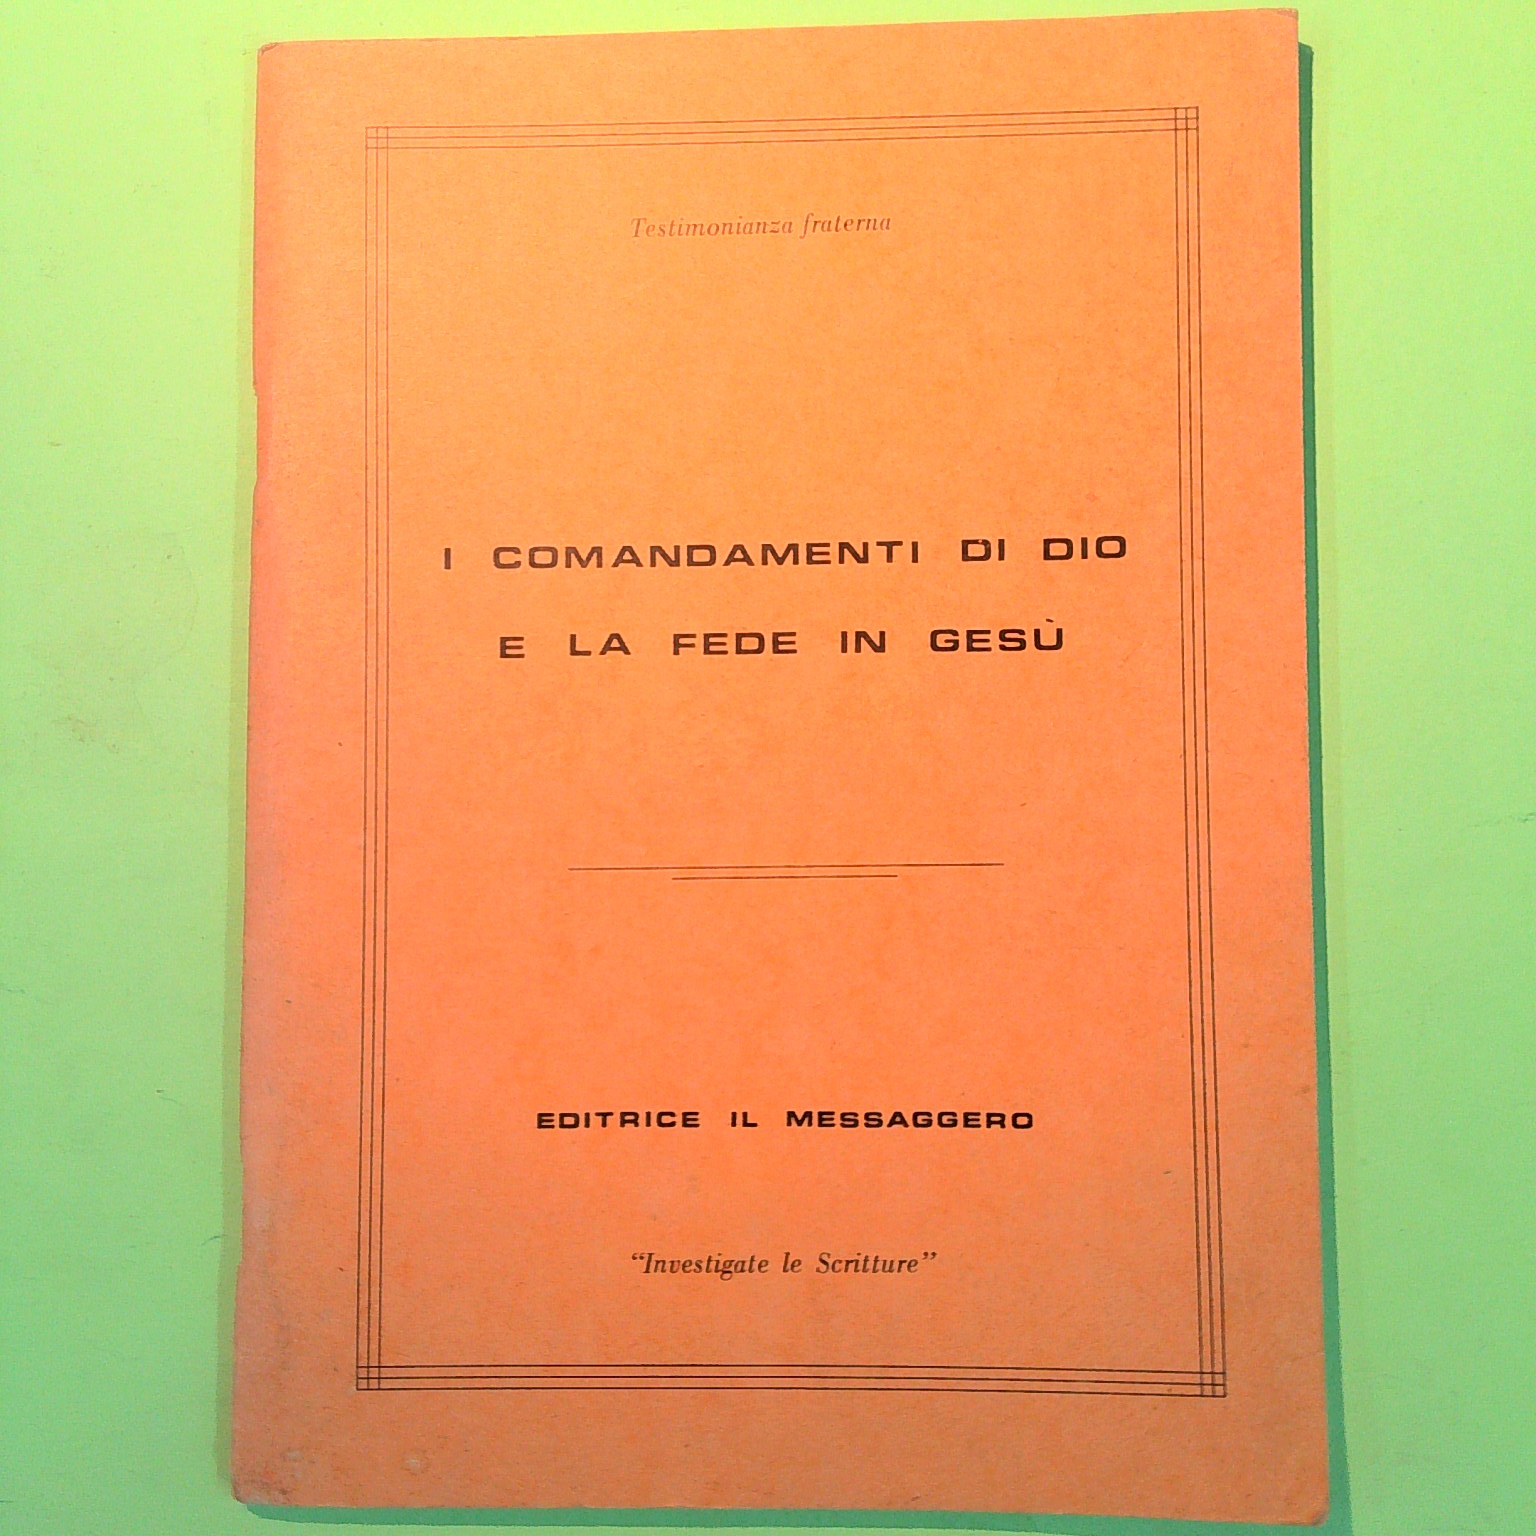 Testimonianza fraterna
I COMANDAMENTI DI DIO
E LA FEDE IN GESÙ
EDITRICE IL MESSAGGERO
“Investigate le Scritture”